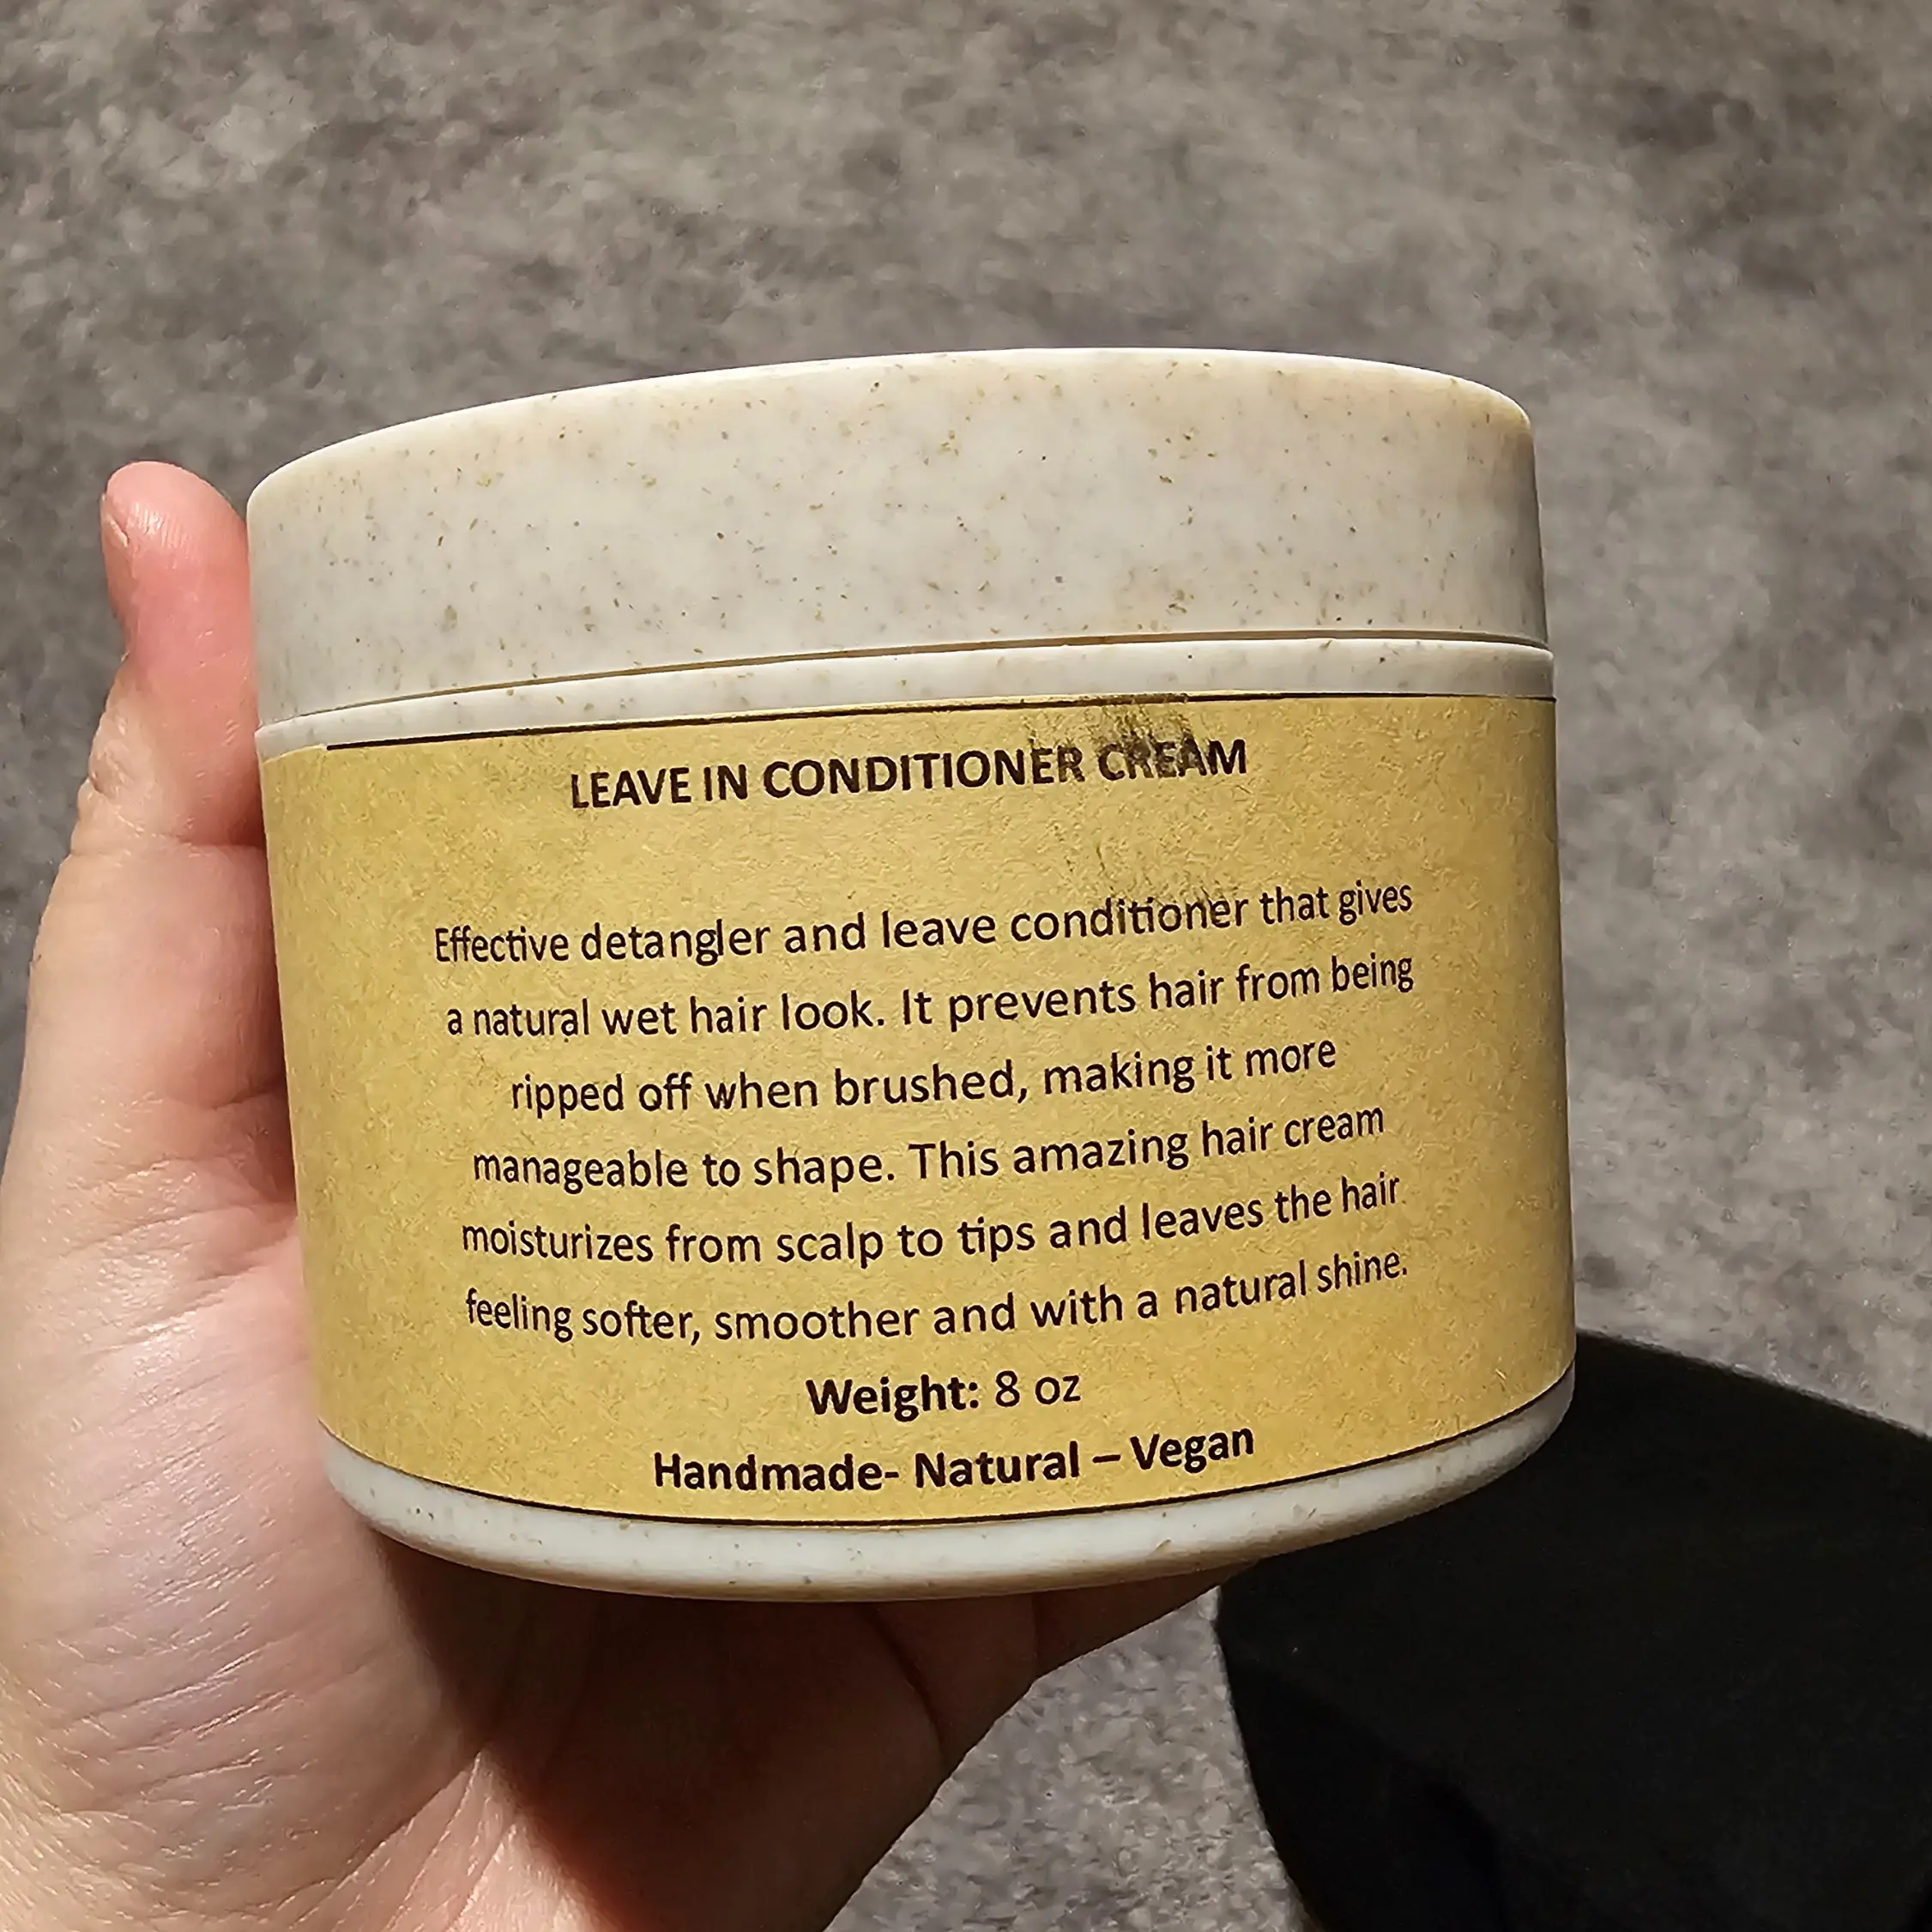 LEAVE IN CONDITIONER CREAM
Effective detangler and leave conditioner that gives
a natural wet hair look. It prevents hair from being
ripped off when brushed, making it more
manageable to shape. This amazing hair cream
moisturizes from scalp to tips and leaves the hair
feeling softer, smoother and with a natural shine.
Weight: 8 oz
Handmade- Natural – Vegan